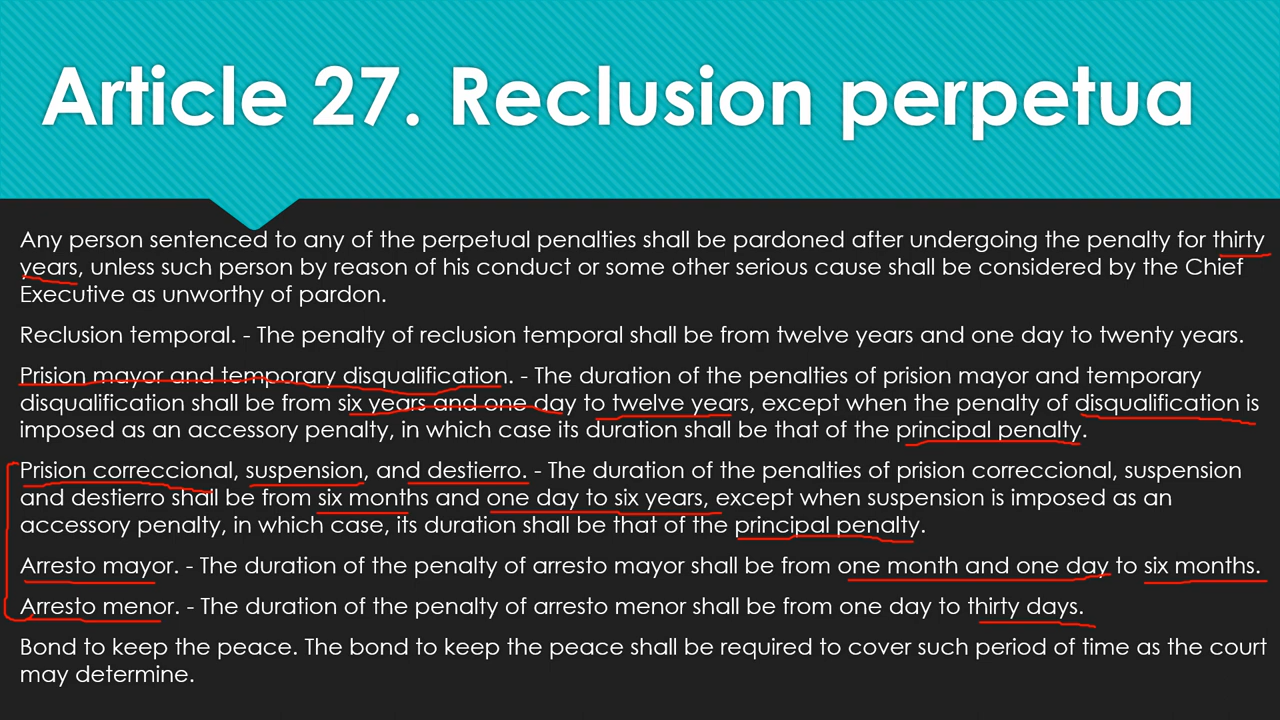 Article 27. Reclusion perpetua
Any person sentenced to any of the perpetual penalties shall be pardoned after undergoing the penalty for thirty
years, unless such person by reason of his conduct or some other serious cause shall be considered by the Chief
Executive as unworthy of pardon.
Reclusion temporal. - The penalty of reclusion temporal shall be from twelve years and one day to twenty years.
Prision mayor and temporary disqualification. - The duration of the penalties of prision mayor and temporary
disqualification shall be from six years and one day to twelve years, except when the penalty of disqualification is
imposed as an accessory penalty, in which case its duration shall be that of the principal penalty.
Prision correccional, suspension, and destierro. - The duration of the penalties of prision correccional, suspension
and destierro shall be from six months and one day to six years, except when suspension is imposed as an
accessory penalty, in which case, its duration shall be that of the principal penalty.
Arresto mayor. - The duration of the penalty of arresto mayor shall be from one month and one day to six months.
Arresto menor. - The duration of the penalty of arresto menor shall be from one day to thirty days.
Bond to keep the peace. The bond to keep the peace shall be required to cover such period of time as the court
may determine.